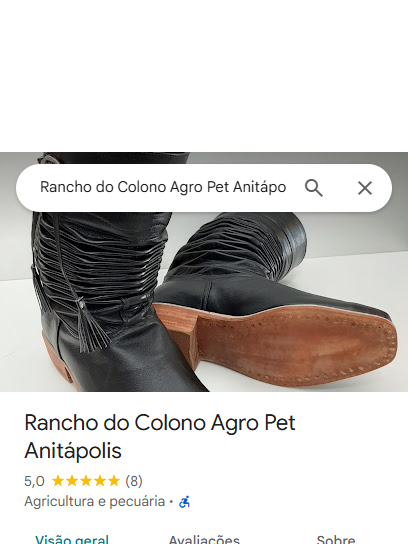 Rancho do Colono Agro Pet Anitápo
Rancho do Colono Agro Pet
Anitápolis
5,0 (8)
Agricultura e pecuária ·
Visão geral Avaliações Sobre